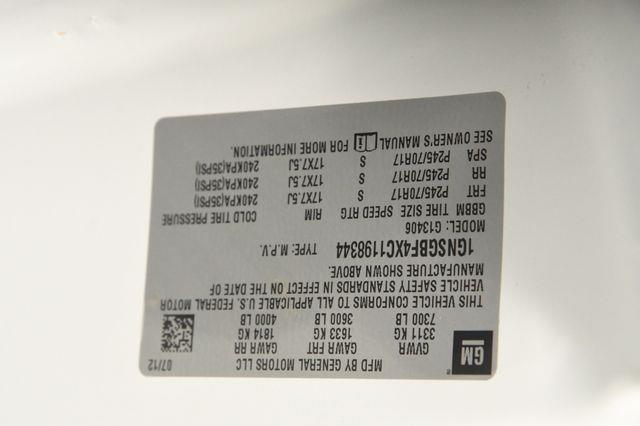 MFD BY GENERAL MOTORS LLC 07/12
GM GVWR GAWR FRT GAWR RR
3311 KG 1633 KG 1814 KG
7300 LB 3600 LB 4000 LB
THIS VEHICLE CONFORMS TO ALL APPLICABLE U.S. FEDERAL MOTOR
VEHICLE SAFETY STANDARDS IN EFFECT ON THE DATE OF
MANUFACTURE SHOWN ABOVE.
1GNSGBF4XC1198344 TYPE: M.P.V.
MODEL: G13406
GBBM TIRE SIZE SPEED RTG RIM COLD TIRE PRESSURE
FRT P245/70R17 S 17X7.5J 240KPA(35PSI)
RR P245/70R17 S 17X7.5J 240KPA(35PSI)
SPA P245/70R17 S 17X7.5J 240KPA(35PSI)
SEE OWNER'S MANUAL FOR MORE INFORMATION.